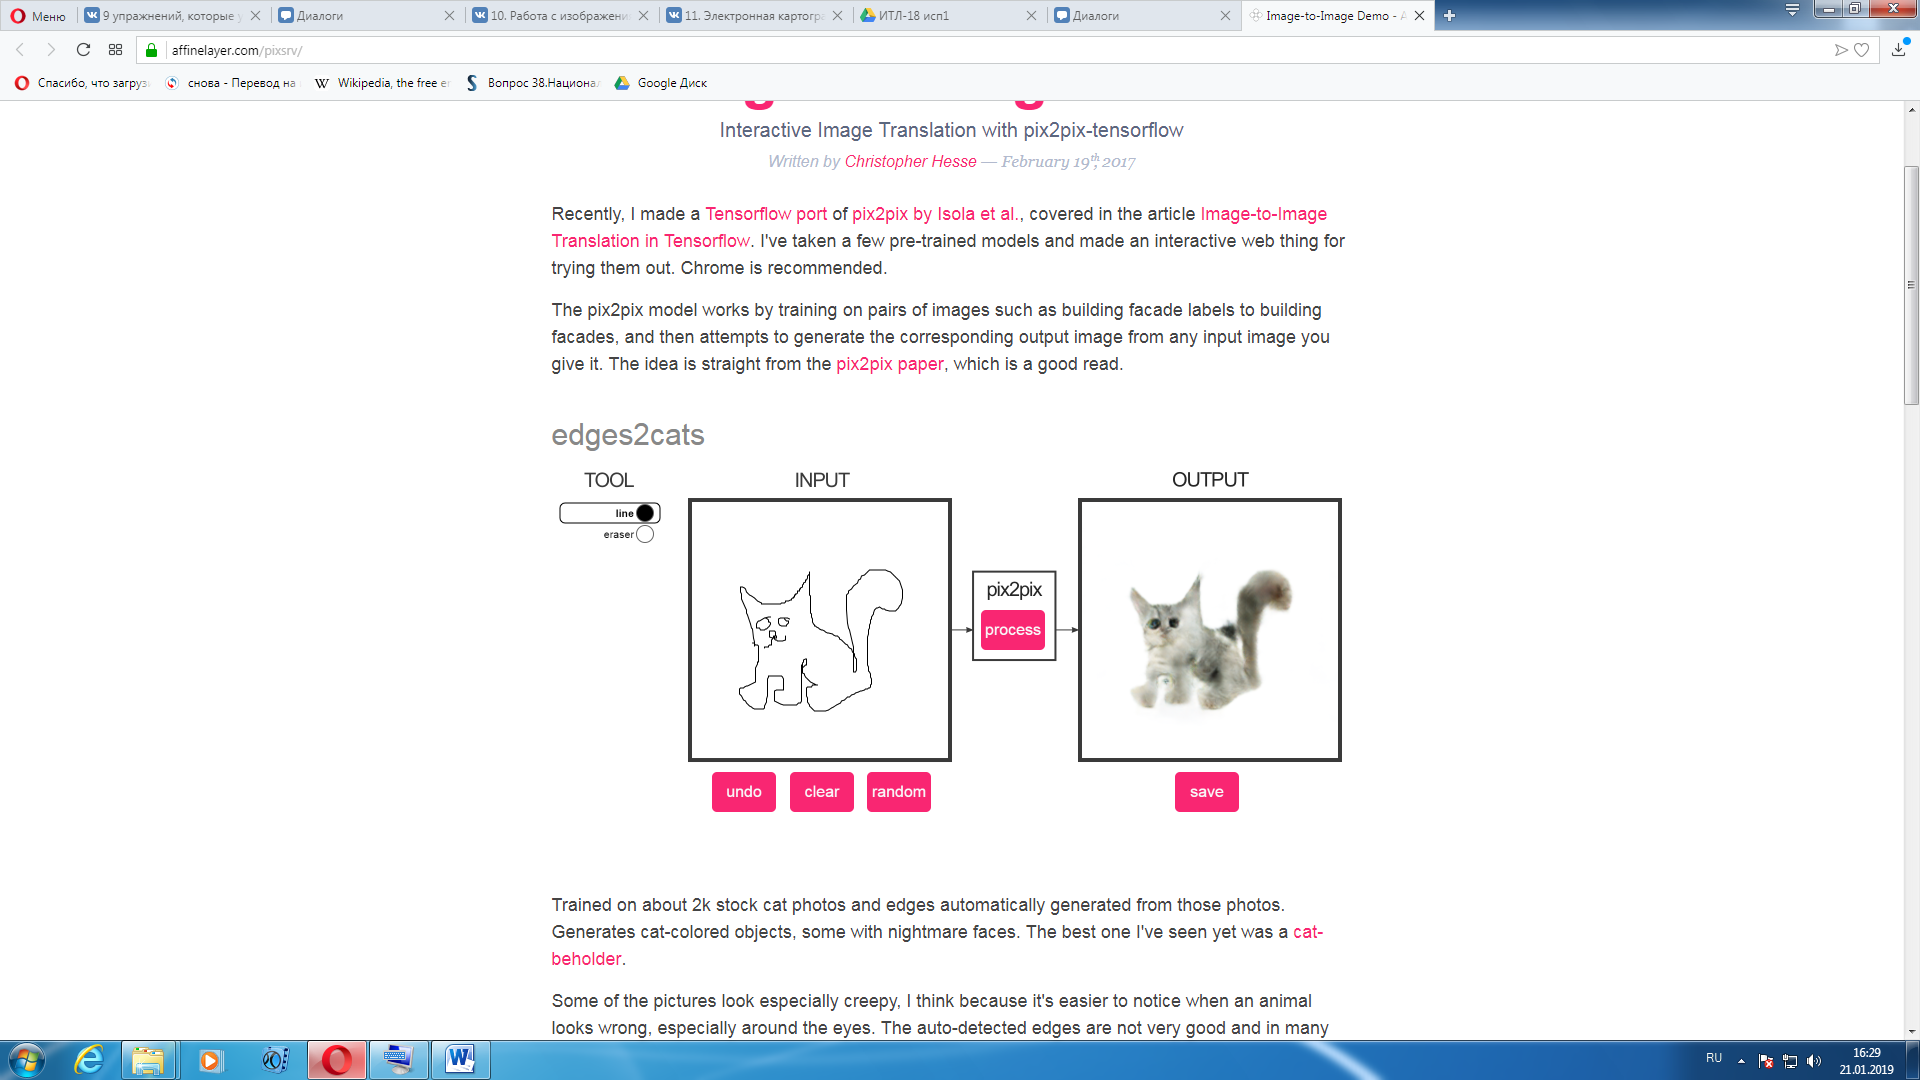 Меню
9 упражнений, которые у
Диалоги
10. Работа с изображени
11. Электронная картогр
ИТЛ-18 исп1
Диалоги
Image-to-Image Demo - A
affinelayer.com/pixsrv/
Спасибо, что загруз
снова - Перевод на
W Wikipedia, the free e
Вопрос 38.Национал
Google Диск
Interactive Image Translation with pix2pix-tensorflow
Written by Christopher Hesse — February 19th, 2017
Recently, I made a Tensorflow port of pix2pix by Isola et al., covered in the article Image-to-Image
Translation in Tensorflow. I've taken a few pre-trained models and made an interactive web thing for
trying them out. Chrome is recommended.
The pix2pix model works by training on pairs of images such as building facade labels to building
facades, and then attempts to generate the corresponding output image from any input image you
give it. The idea is straight from the pix2pix paper, which is a good read.
edges2cats
TOOL
INPUT
OUTPUT
line
eraser
pix2pix
process
undo
clear
random
save
Trained on about 2k stock cat photos and edges automatically generated from those photos.
Generates cat-colored objects, some with nightmare faces. The best one I've seen yet was a cat-
beholder.
Some of the pictures look especially creepy, I think because it's easier to notice when an animal
looks wrong, especially around the eyes. The auto-detected edges are not very good and in many
RU
16:29
21.01.2019